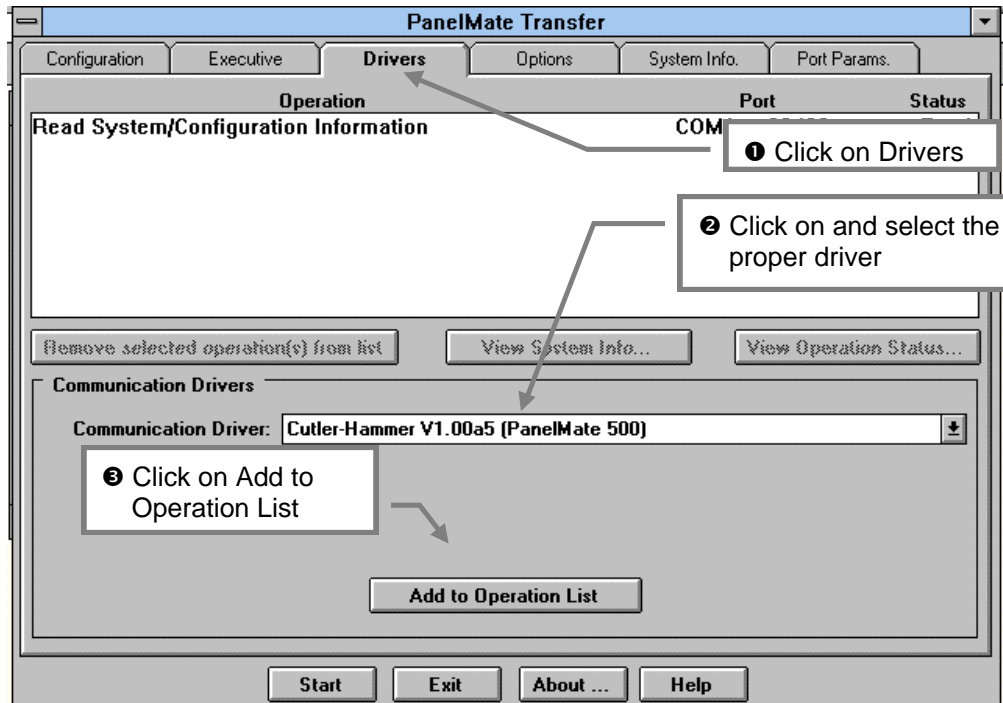 PanelMate Transfer
Configuration Executive Drivers Options System Info. Port Params.
Operation Port Status
Read System/Configuration Information
❶ Click on Drivers
❷ Click on and select the
proper driver
Remove selected operation(s) from list View System Info... View Operation Status...
Communication Drivers
Communication Driver: Cutler-Hammer V1.00a5 (PanelMate 500)
❸ Click on Add to
Operation List
Add to Operation List
Start Exit About ... Help